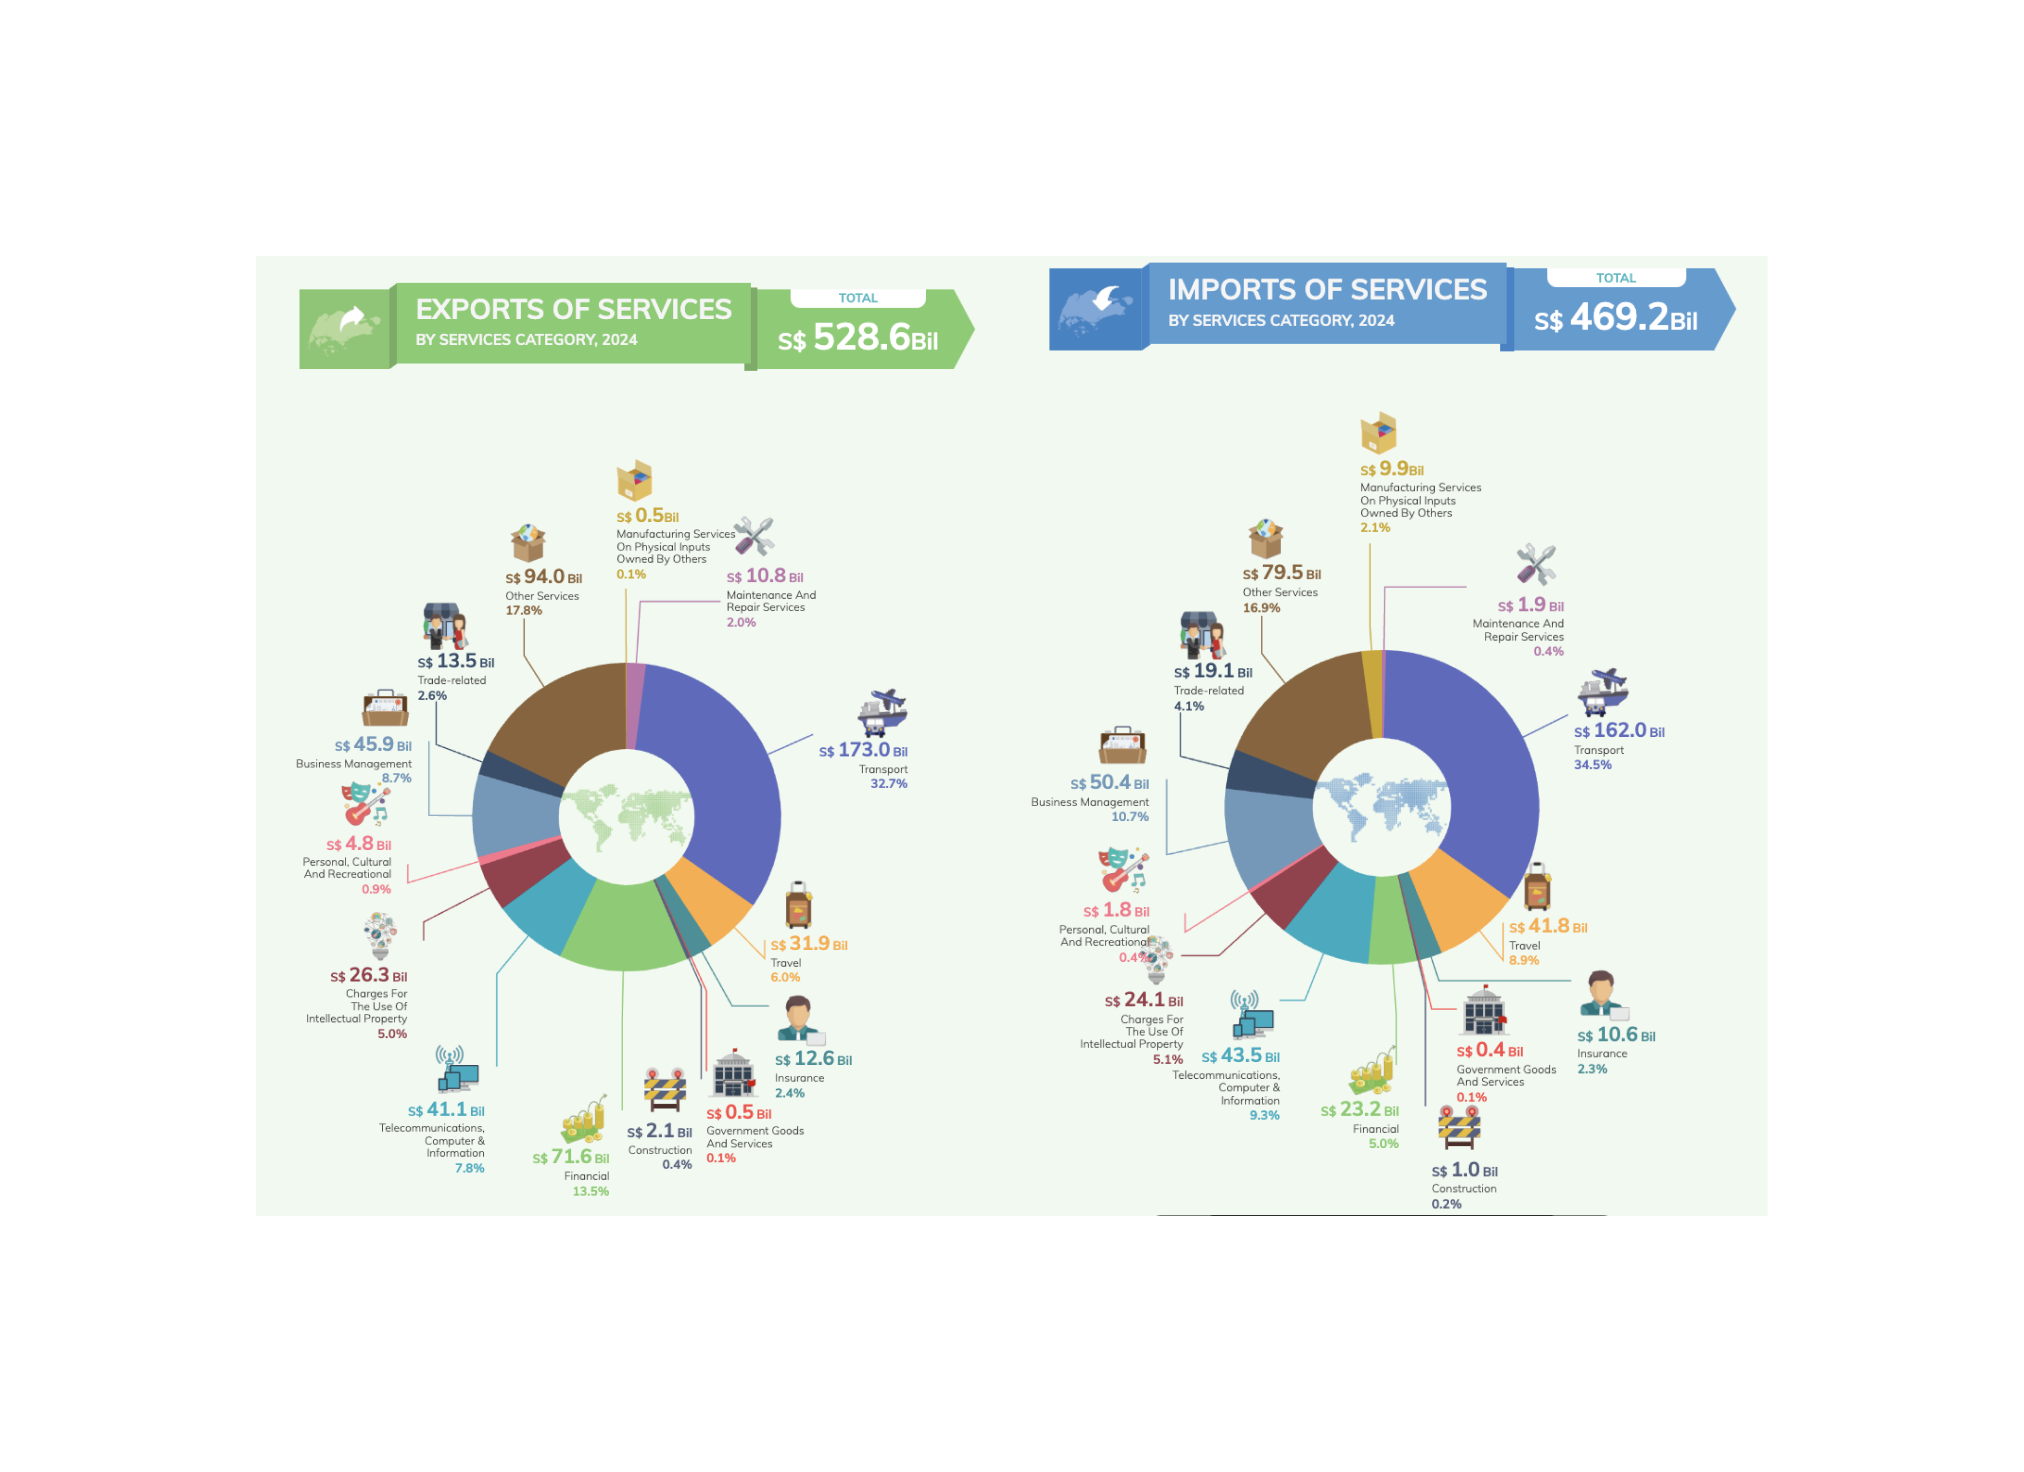 EXPORTS OF SERVICES
BY SERVICES CATEGORY, 2024
TOTAL
S$ 528.6Bil
S$ 0.5Bil
Manufacturing Services
On Physical Inputs
Owned By Others
0.1%
S$ 10.8 Bil
Maintenance And
Repair Services
2.0%
S$ 173.0 Bil
Transport
32.7%
S$ 31.9 Bil
Travel
6.0%
S$ 12.6 Bil
Insurance
2.4%
S$ 0.5 Bil
Government Goods
And Services
0.1%
S$ 2.1 Bil
Construction
0.4%
S$ 71.6 Bil
Financial
13.5%
S$ 41.1 Bil
Telecommunications,
Computer &
Information
7.8%
S$ 26.3 Bil
Charges For
The Use Of
Intellectual Property
5.0%
S$ 4.8 Bil
Personal, Cultural
And Recreational
0.9%
S$ 45.9 Bil
Business Management
8.7%
S$ 13.5 Bil
Trade-related
2.6%
S$ 94.0 Bil
Other Services
17.8%
IMPORTS OF SERVICES
BY SERVICES CATEGORY, 2024
TOTAL
S$ 469.2Bil
S$ 9.9Bil
Manufacturing Services
On Physical Inputs
Owned By Others
2.1%
S$ 1.9 Bil
Maintenance And
Repair Services
0.4%
S$ 162.0 Bil
Transport
34.5%
S$ 41.8 Bil
Travel
8.9%
S$ 10.6 Bil
Insurance
2.3%
S$ 0.4 Bil
Government Goods
And Services
0.1%
S$ 1.0 Bil
Construction
0.2%
S$ 23.2 Bil
Financial
5.0%
S$ 43.5 Bil
Telecommunications,
Computer &
Information
9.3%
S$ 24.1 Bil
Charges For
The Use Of
Intellectual Property
5.1%
S$ 1.8 Bil
Personal, Cultural
And Recreational
0.4%
S$ 50.4 Bil
Business Management
10.7%
S$ 19.1 Bil
Trade-related
4.1%
S$ 79.5 Bil
Other Services
16.9%